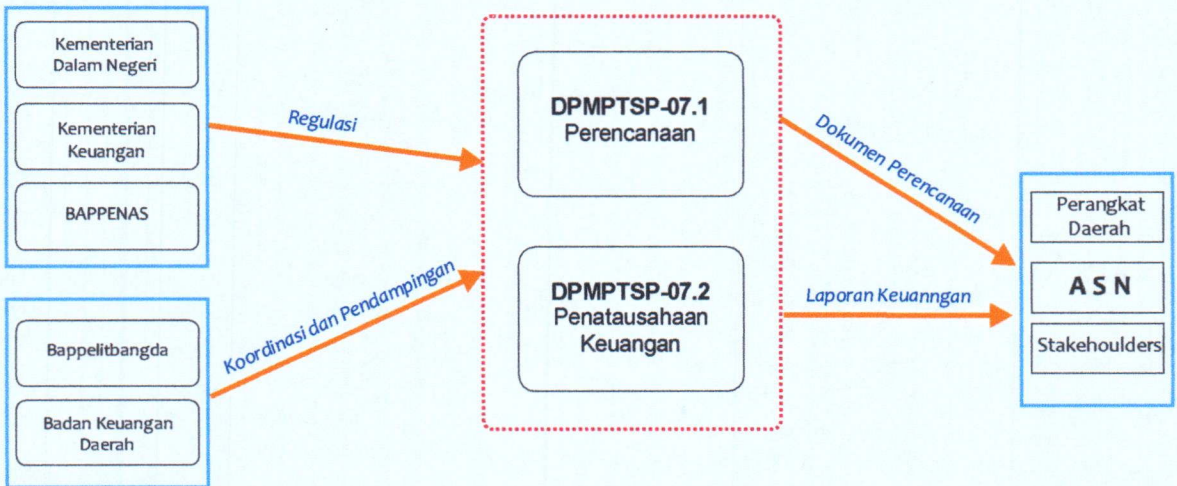 Kementerian
Dalam Negeri
Kementerian
Keuangan
BAPPENAS
Bappelitbangda
Badan Keuangan
Daerah
Regulasi
Koordinasi dan Pendampingan
DPMPTSP-07.1
Perencanaan
DPMPTSP-07.2
Penatausahaan
Keuangan
Dokumen Perencanaan
Laporan Keuanngan
Perangkat
Daerah
A S N
Stakehoulders